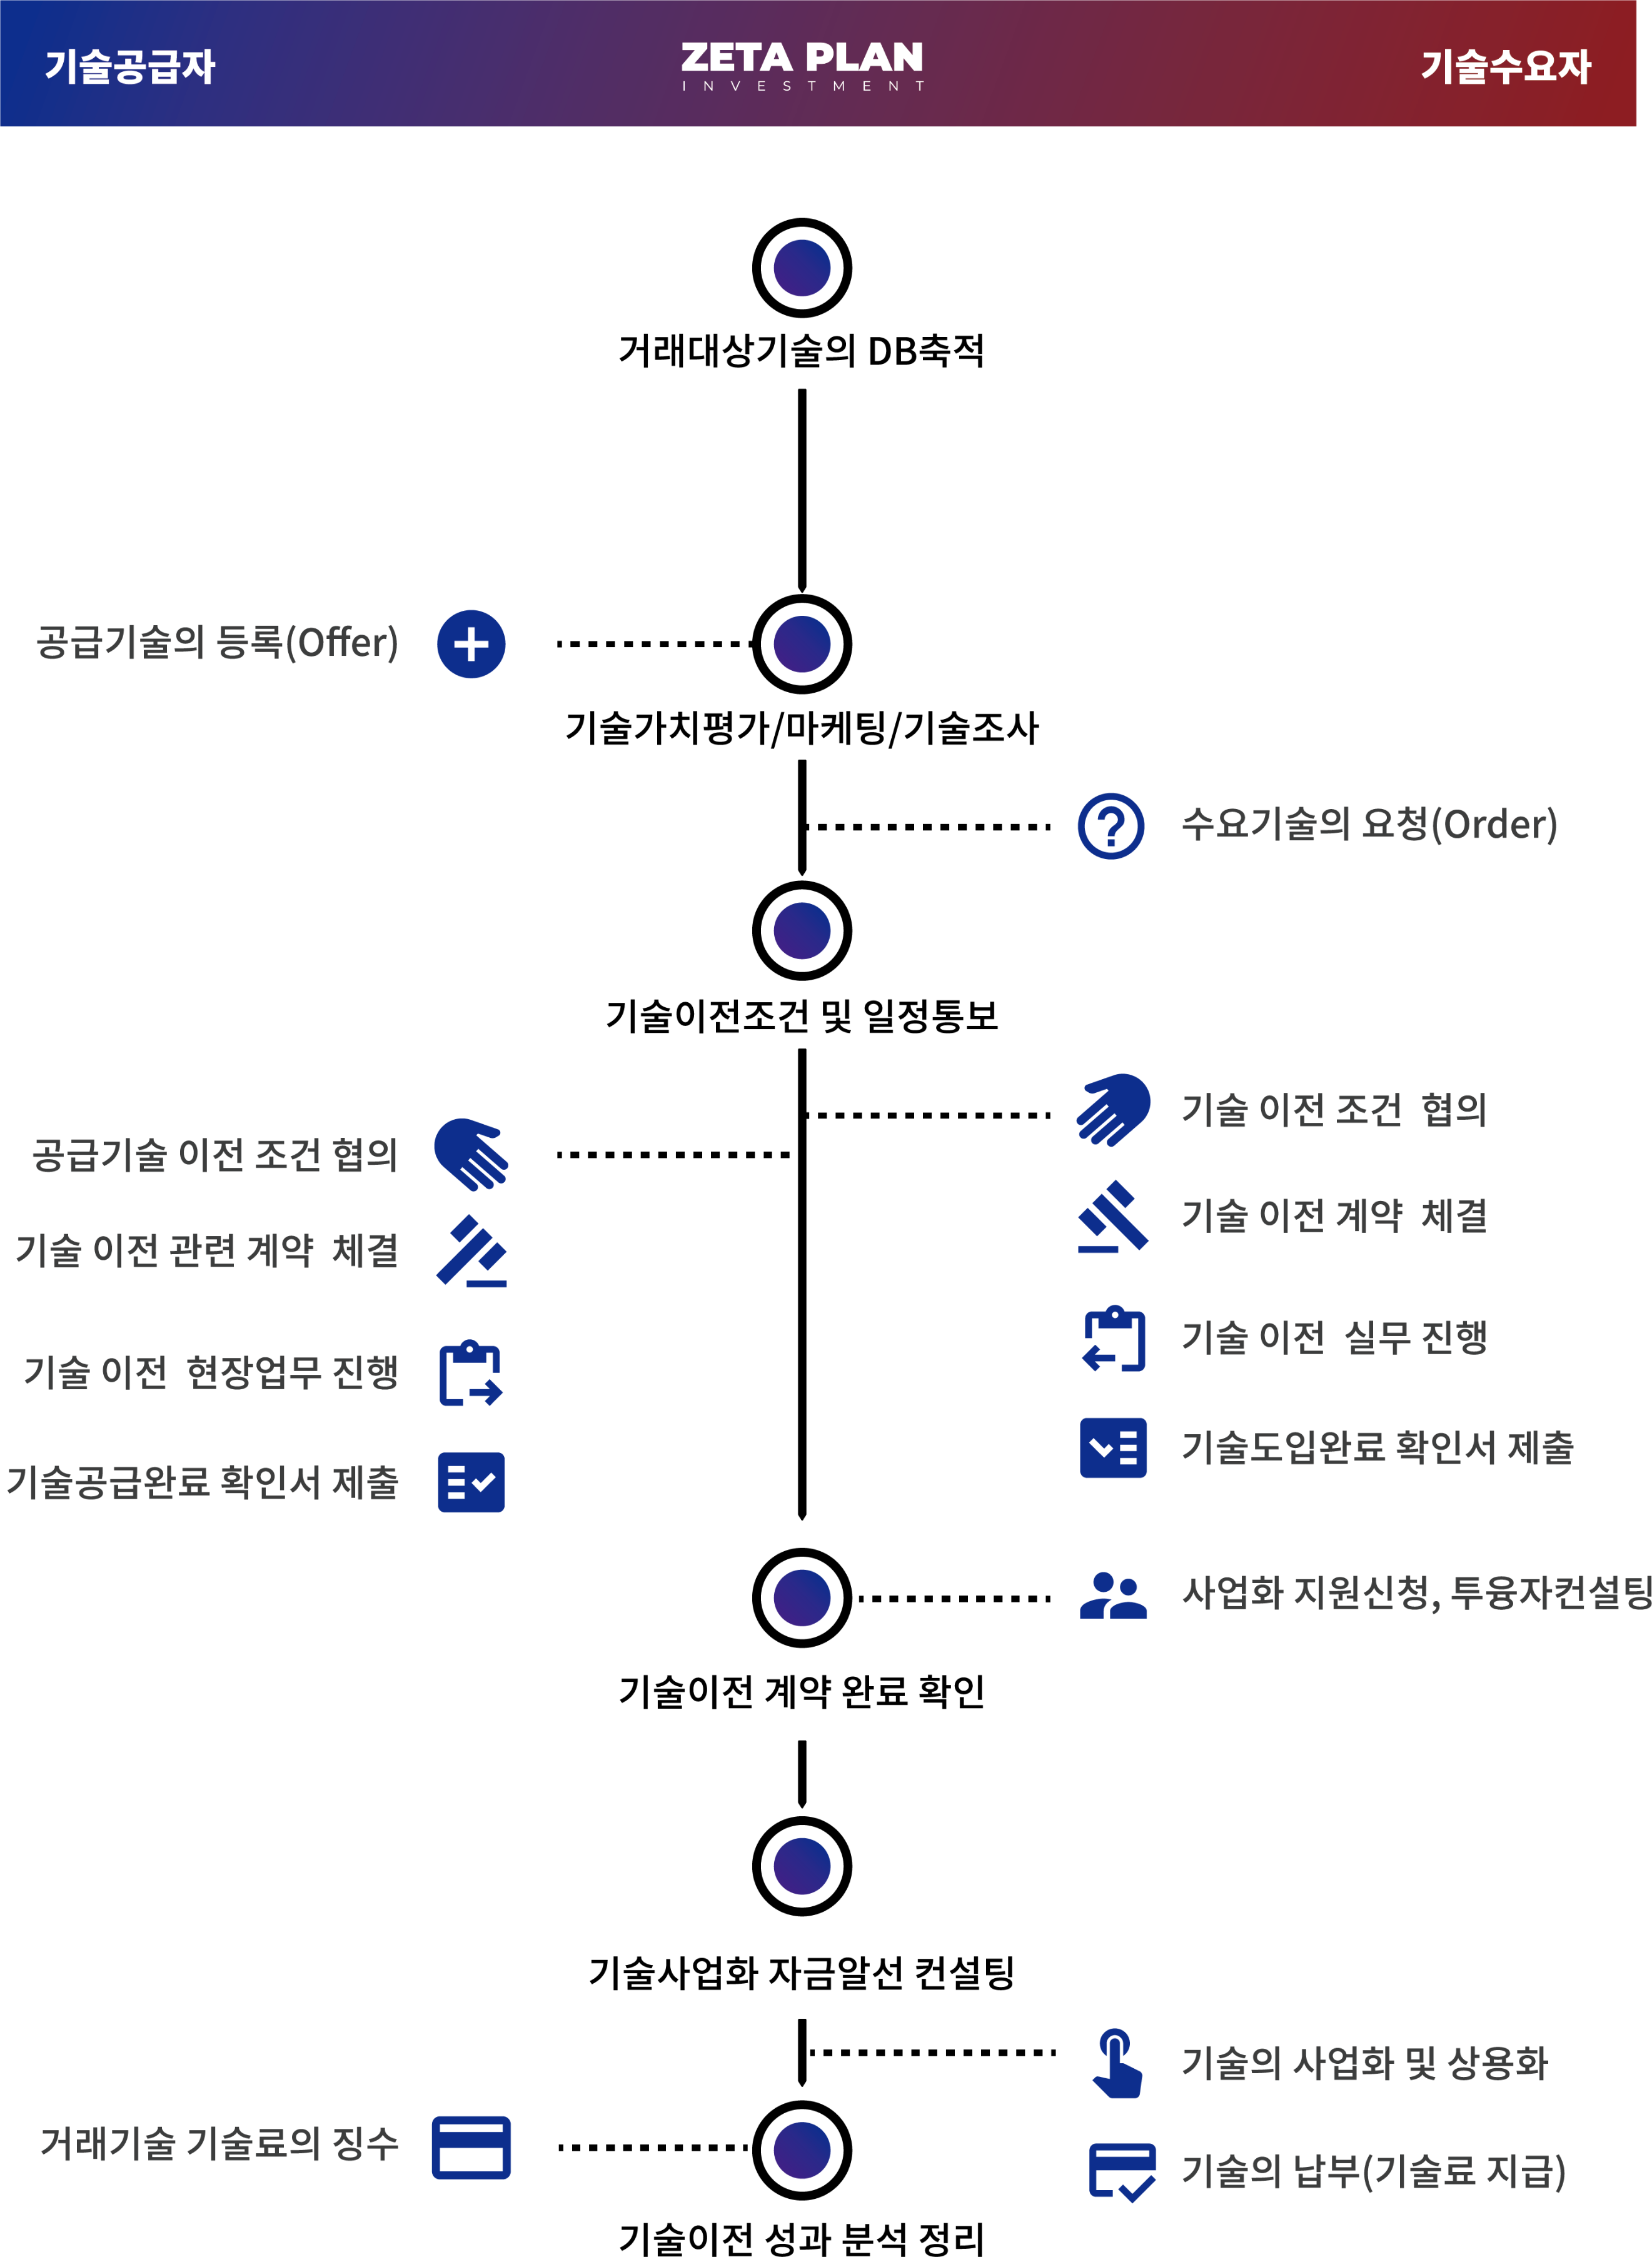 기술공급자
ZETA PLAN
INVESTMENT
기술수요자
거래대상기술의 DB축적
공급기술의 등록(Offer)
기술가치평가/마케팅/기술조사
수요기술의 요청(Order)
기술이전조건 및 일정통보
기술 이전 조건 협의
공급기술 이전 조건 협의
기술 이전 계약 체결
기술 이전 관련 계약 체결
기술 이전 실무 진행
기술 이전 현장업무 진행
기술도입완료 확인서 제출
기술공급완료 확인서 제출
사업화 지원신청, 투융자컨설팅
기술이전 계약 완료 확인
기술사업화 자금알선 컨설팅
기술의 사업화 및 상용화
거래기술 기술료의 징수
기술의 납부(기술료 지급)
기술이전 성과 분석 정리